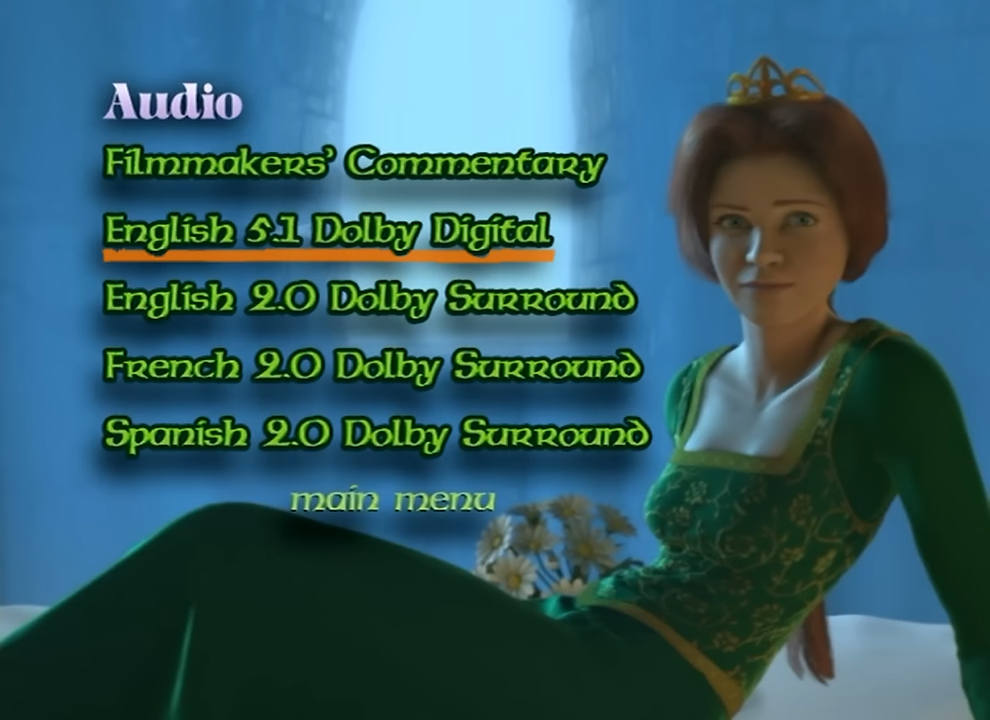 Audio
Filmmakers' Commentary
English 5.1 Dolby Digital
English 2.0 Dolby Surround
French 2.0 Dolby Surround
Spanish 2.0 Dolby Surround
main menu